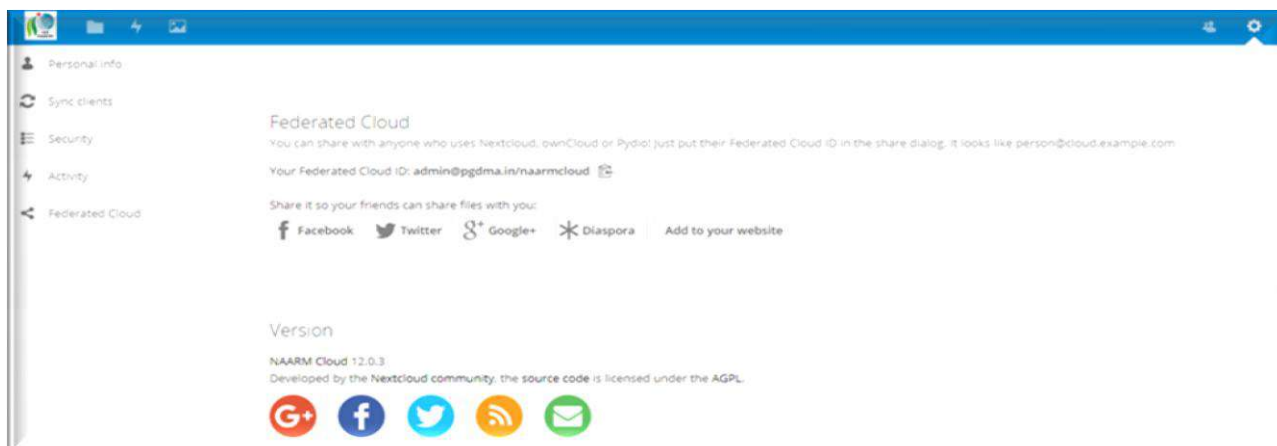 Personal info
Sync clients
Security
Activity
Federated Cloud
Federated Cloud
You can share with anyone who uses Nextcloud, ownCloud or Pydio! Just put their Federated Cloud ID in the share dialog. It looks like person@cloud.example.com
Your Federated Cloud ID: admin@pgdma.in/naarmcloud
Share it so your friends can share files with you:
Facebook Twitter Google+ Diaspora Add to your website
Version
NAARM Cloud 12.0.3
Developed by the Nextcloud community, the source code is licensed under the AGPL.